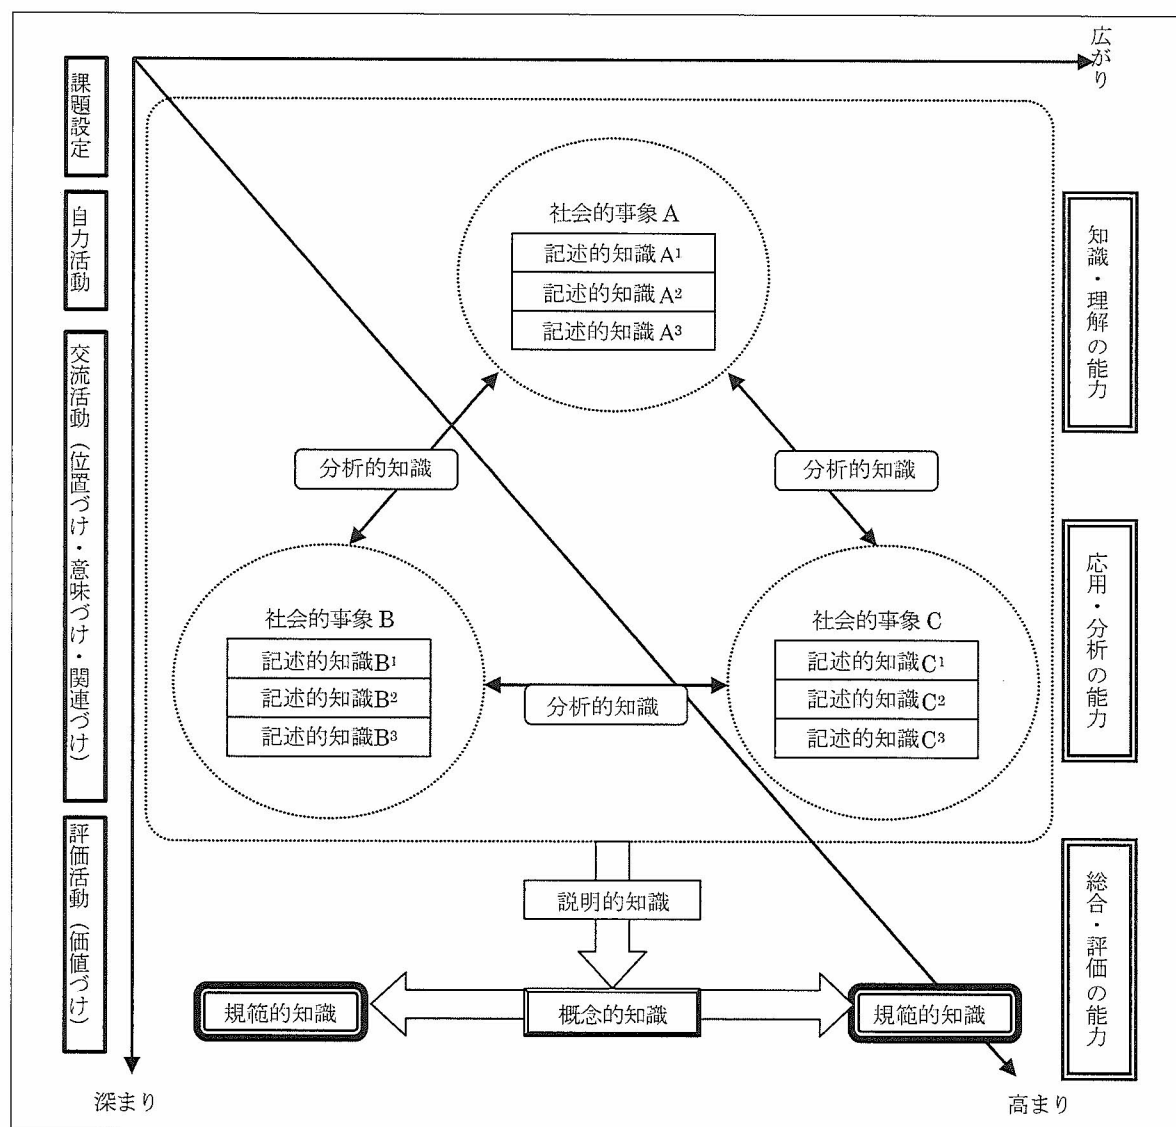 広がり
課題設定
自力活動
交流活動（位置づけ・意味づけ・関連づけ）
評価活動（価値づけ）
社会的事象 A
記述的知識A1
記述的知識A2
記述的知識A3
分析的知識
分析的知識
社会的事象 B
記述的知識B1
記述的知識B2
記述的知識B3
分析的知識
社会的事象 C
記述的知識C1
記述的知識C2
記述的知識C3
説明的知識
規範的知識
概念的知識
規範的知識
知識・理解の能力
応用・分析の能力
総合・評価の能力
深まり
高まり